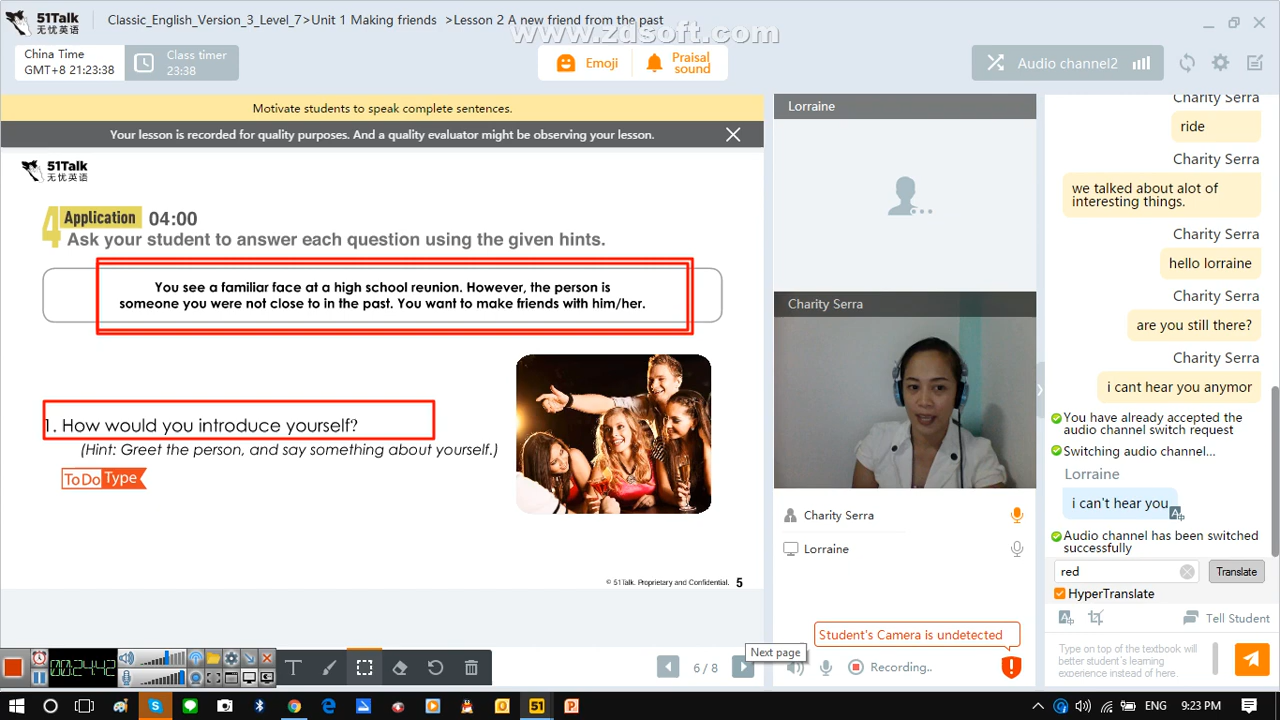 51Talk
无忧英语
Classic_English_Version_3_Level_7>Unit 1 Making friends >Lesson 2 A new friend from the past
www.zdsoft.com
China Time
GMT+8 21:23:38
Class timer
23:38
Emoji
Praisal
sound
Audio channel2
Motivate students to speak complete sentences.
Your lesson is recorded for quality purposes. And a quality evaluator might be observing your lesson.
51Talk
无忧英语
4 Application 04:00
Ask your student to answer each question using the given hints.
You see a familiar face at a high school reunion. However, the person is
someone you were not close to in the past. You want to make friends with him/her.
1. How would you introduce yourself?
(Hint: Greet the person, and say something about yourself.)
To Do Type
© 51Talk. Proprietary and Confidential. 5
Lorraine
Charity Serra
Charity Serra
Lorraine
Student's Camera is undetected
Next page
6 / 8
Recording..
00:24:42
Charity Serra
ride
Charity Serra
we talked about alot of
interesting things.
Charity Serra
hello lorraine
Charity Serra
are you still there?
Charity Serra
i cant hear you anymor
You have already accepted the
audio channel switch request
Switching audio channel...
Lorraine
i can't hear you
Audio channel has been switched
successfully
red
Translate
HyperTranslate
Tell Student
Type on top of the textbook will
better student's learning
experience instead of here.
51
ENG
9:23 PM